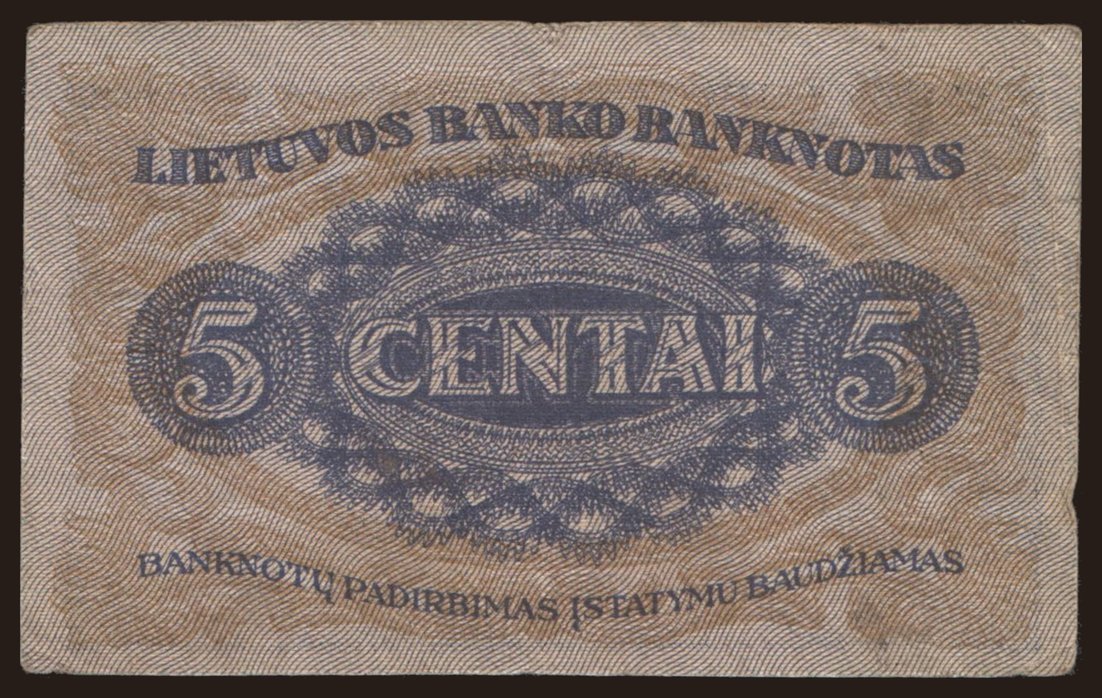 LIETUVOS BANKO BANKNOTAS
5 CENTAI 5
BANKNOTŲ PADIRBIMAS ĮSTATYMU BAUDŽIAMAS